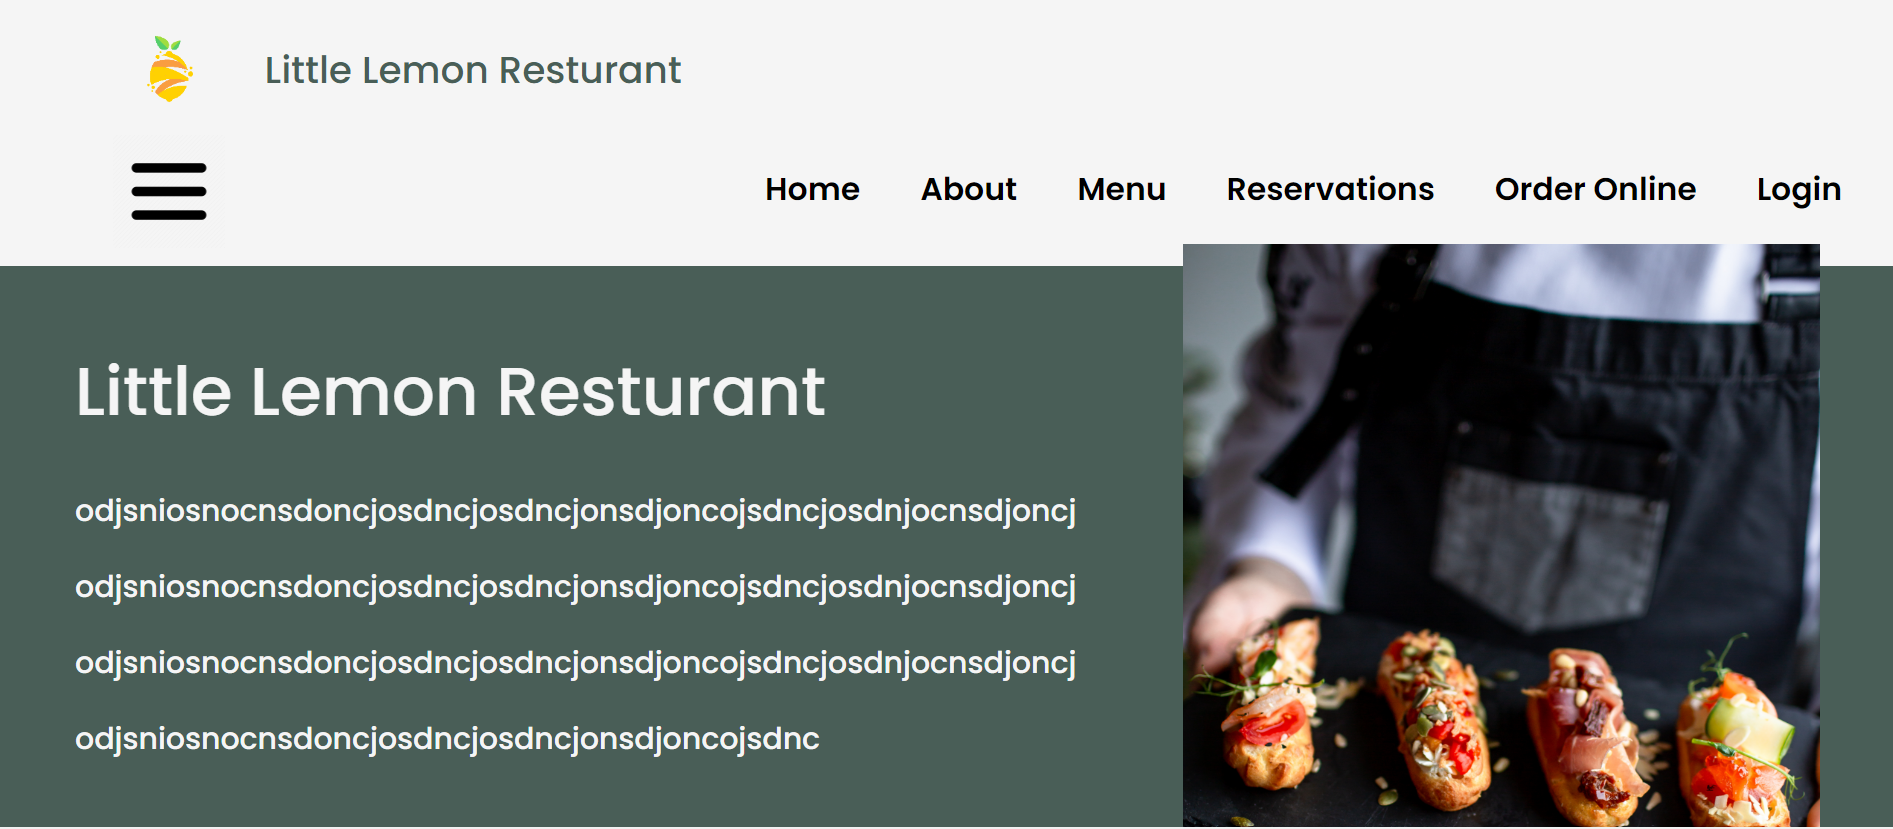 Little Lemon Resturant
Home About Menu Reservations Order Online Login
Little Lemon Resturant
odjsniosnocnsdoncjosdncjosdncjonsdjoncojsdncjosdnjocnsdjoncj
odjsniosnocnsdoncjosdncjosdncjonsdjoncojsdncjosdnjocnsdjoncj
odjsniosnocnsdoncjosdncjosdncjonsdjoncojsdncjosdnjocnsdjoncj
odjsniosnocnsdoncjosdncjosdncjonsdjoncojsdnc